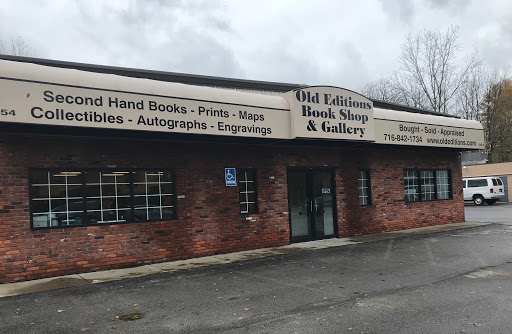 54
Second Hand Books - Prints - Maps
Collectibles - Autographs - Engravings
Old Editions
Book Shop
& Gallery
Bought - Sold - Appraised
716-842-1734 www.oldeditions.com